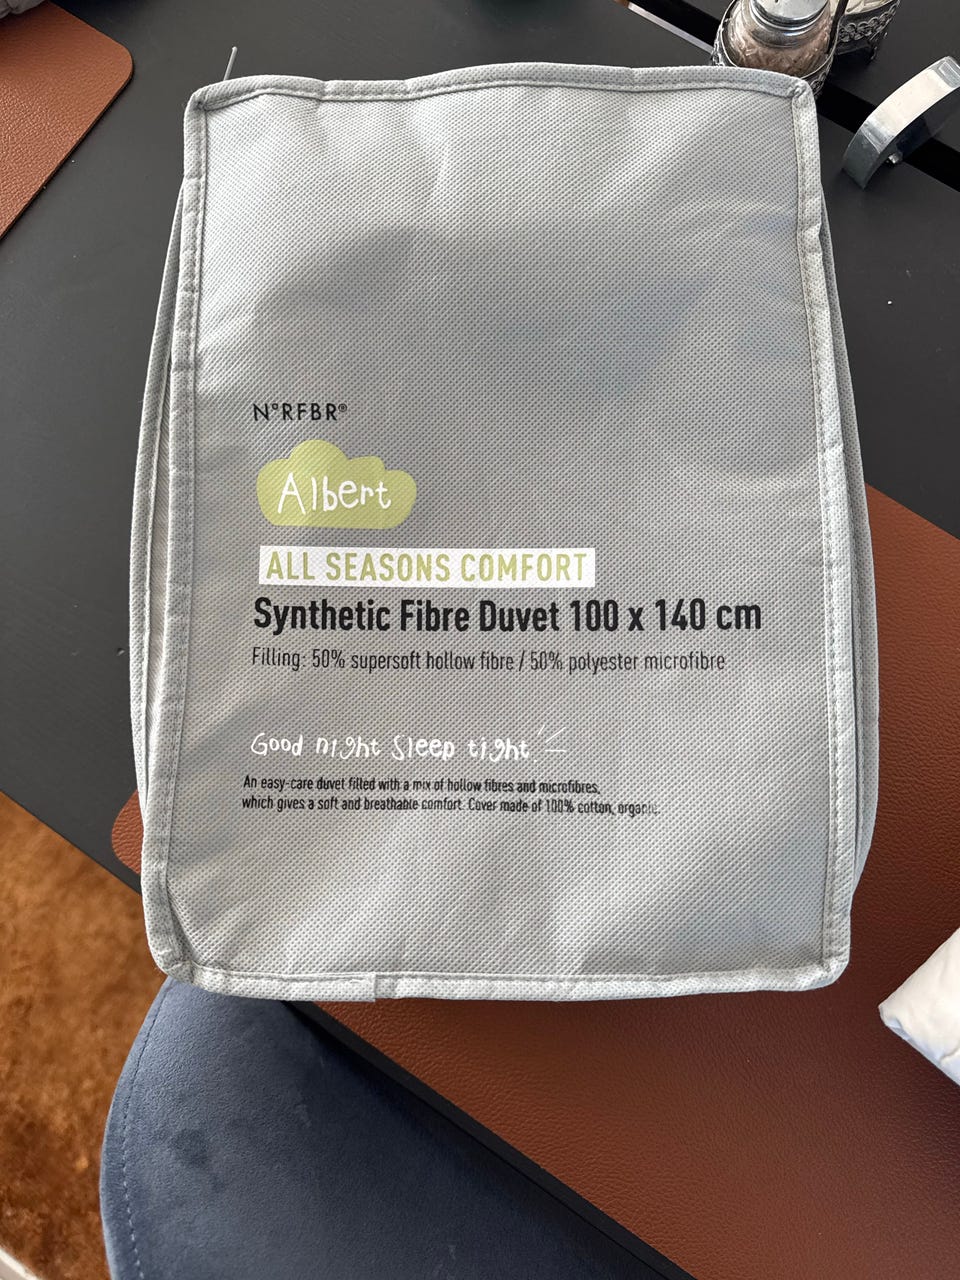 N°RFBR®
Albert
ALL SEASONS COMFORT
Synthetic Fibre Duvet 100 x 140 cm
Filling: 50% supersoft hollow fibre / 50% polyester microfibre
Good night Sleep tight!
An easy-care duvet filled with a mix of hollow fibres and microfibres,
which gives a soft and breathable comfort. Cover made of 100% cotton, organic.